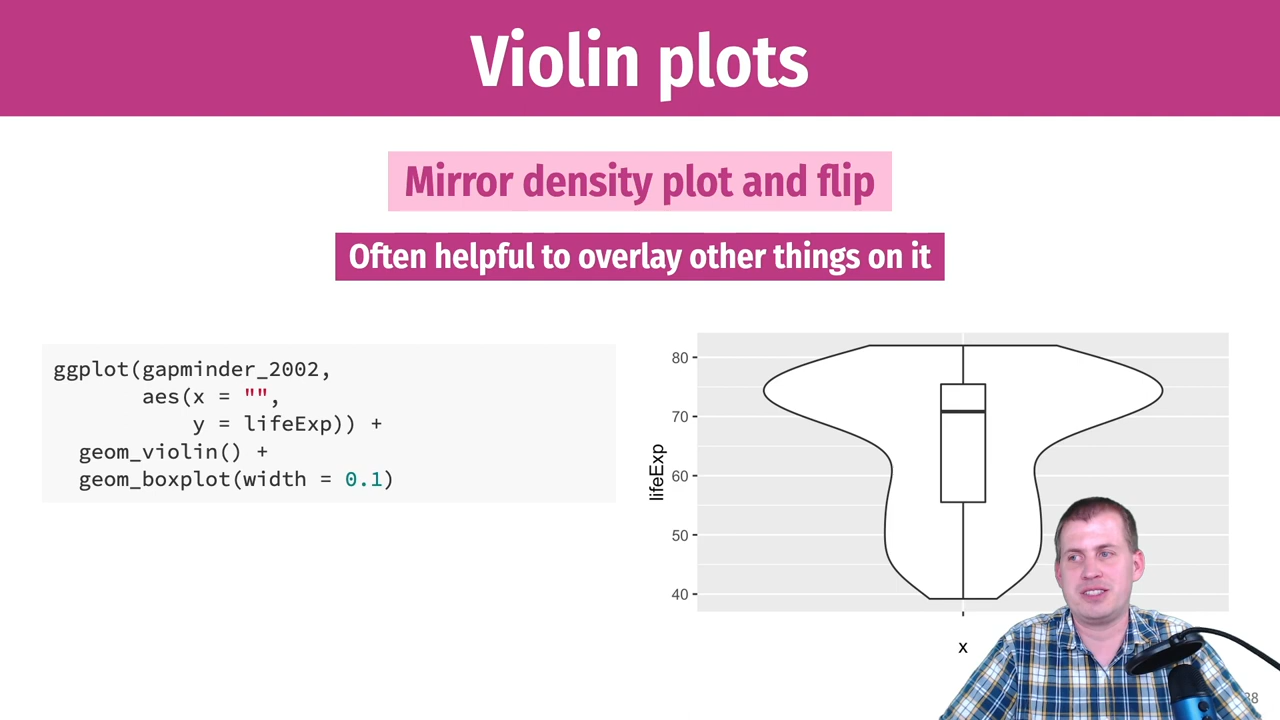 Violin plots
Mirror density plot and flip
Often helpful to overlay other things on it
ggplot(gapminder_2002,
       aes(x = "",
           y = lifeExp)) +
  geom_violin() +
  geom_boxplot(width = 0.1)
80
70
60
50
40
lifeExp
x
38